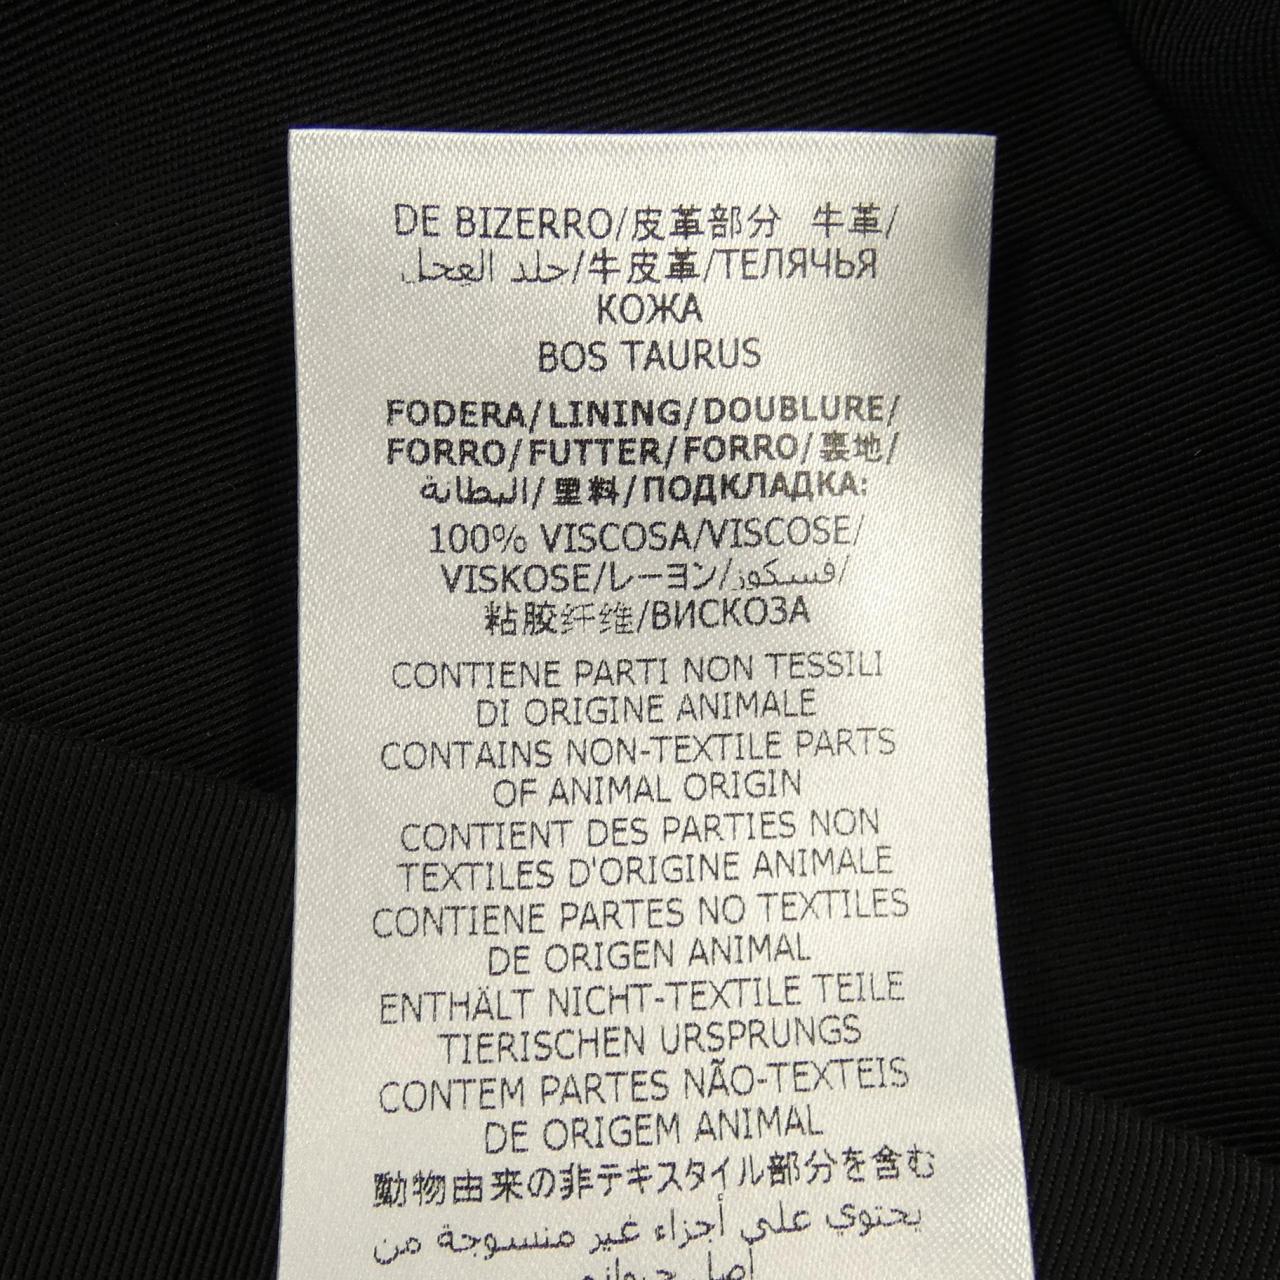 DE BIZERRO/皮革部分 牛革/
جلد العجل/牛皮革/ТЕЛЯЧЬЯ
КОЖА
BOS TAURUS
FODERA/LINING/DOUBLURE/
FORRO/FUTTER/FORRO/裏地/
البطانة/里料/ПОДКЛАДКА:
100% VISCOSA/VISCOSE/
VISKOSE/レーヨン/فسكوز/
粘胶纤维/ВИСКОЗА
CONTIENE PARTI NON TESSILI
DI ORIGINE ANIMALE
CONTAINS NON-TEXTILE PARTS
OF ANIMAL ORIGIN
CONTIENT DES PARTIES NON
TEXTILES D'ORIGINE ANIMALE
CONTIENE PARTES NO TEXTILES
DE ORIGEN ANIMAL
ENTHÄLT NICHT-TEXTILE TEILE
TIERISCHEN URSPRUNGS
CONTEM PARTES NÃO-TEXTEIS
DE ORIGEM ANIMAL
動物由来の非テキスタイル部分を含む
يحتوي على أجزاء غير منسوجة من